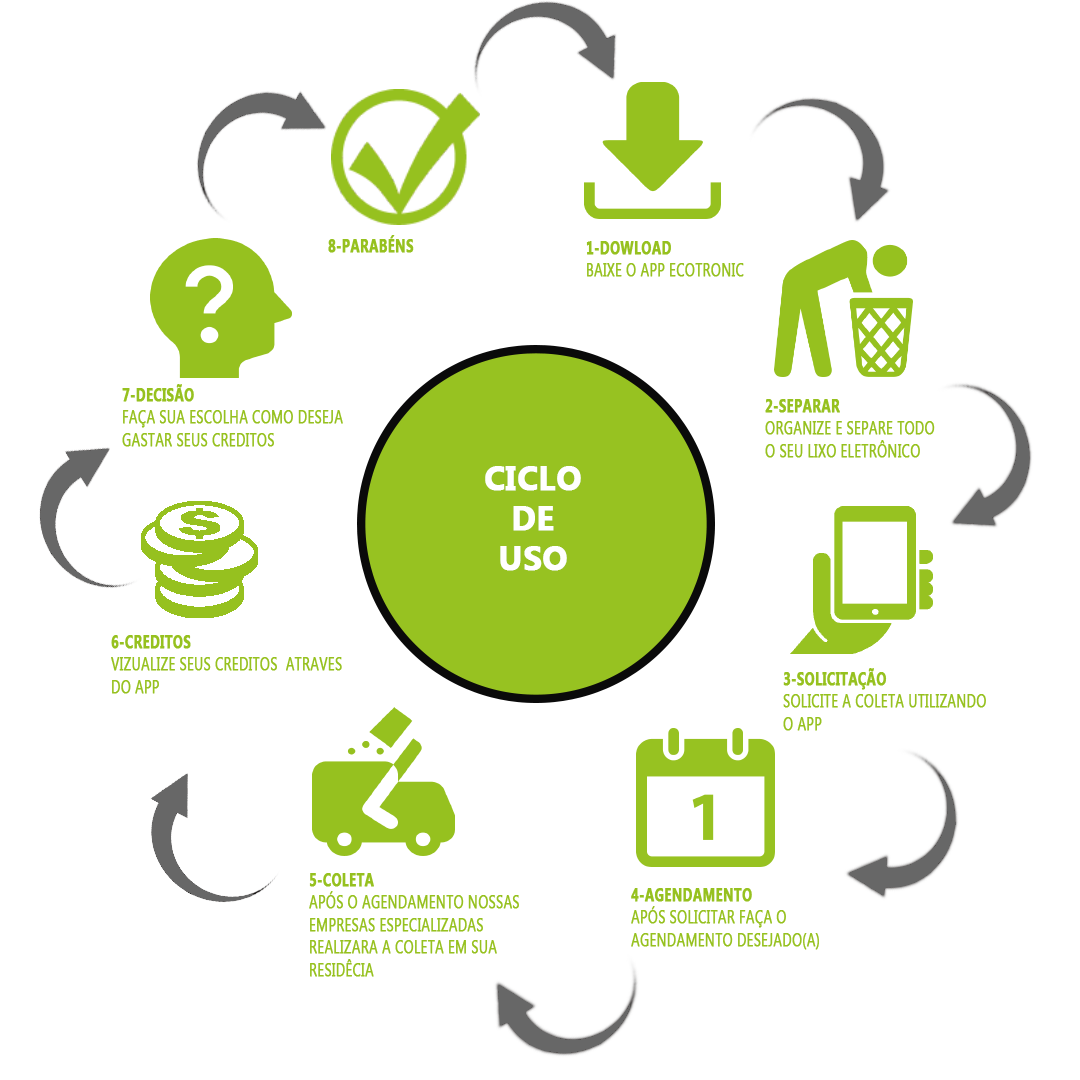 CICLO
DE
USO
1-DOWLOAD
BAIXE O APP ECOTRONIC
2-SEPARAR
ORGANIZE E SEPARE TODO
O SEU LIXO ELETRÔNICO
3-SOLICITAÇÃO
SOLICITE A COLETA UTILIZANDO
O APP
1
4-AGENDAMENTO
APÓS SOLICITAR FAÇA O
AGENDAMENTO DESEJADO(A)
5-COLETA
APÓS O AGENDAMENTO NOSSAS
EMPRESAS ESPECIALIZADAS
REALIZARA A COLETA EM SUA
RESIDÊCIA
$
6-CREDITOS
VIZUALIZE SEUS CREDITOS  ATRAVES
DO APP
?
7-DECISÃO
FAÇA SUA ESCOLHA COMO DESEJA
GASTAR SEUS CREDITOS
8-PARABÉNS